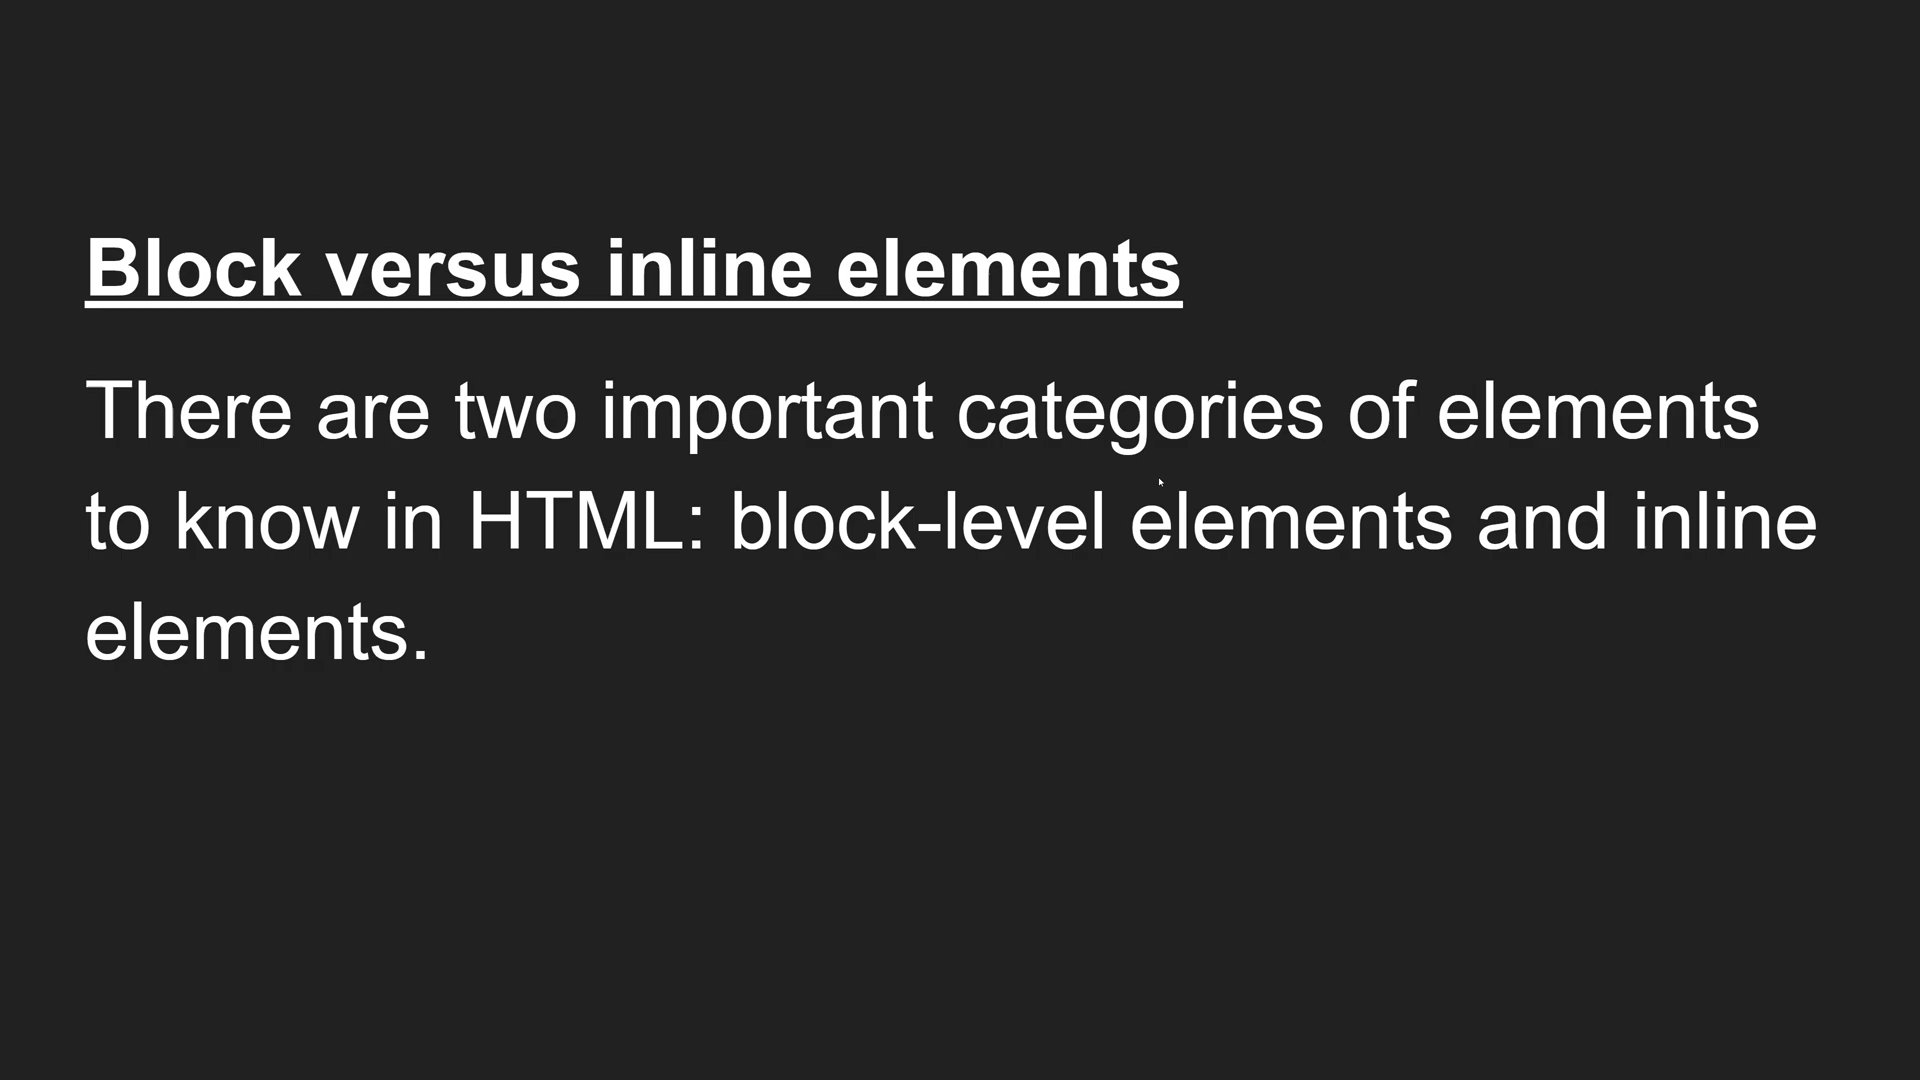 Block versus inline elements
There are two important categories of elements
to know in HTML: block-level elements and inline
elements.